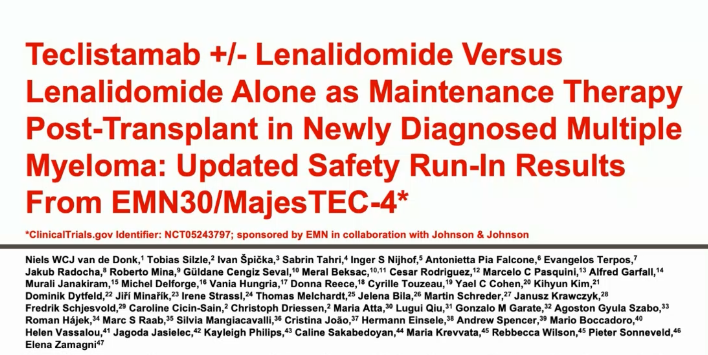 Teclistamab +/- Lenalidomide Versus
Lenalidomide Alone as Maintenance Therapy
Post-Transplant in Newly Diagnosed Multiple
Myeloma: Updated Safety Run-In Results
From EMN30/MajesTEC-4*
*ClinicalTrials.gov Identifier: NCT05243797; sponsored by EMN in collaboration with Johnson & Johnson
Niels WCJ van de Donk,¹ Tobias Silzle,² Ivan Špička,³ Sabrin Tahri,⁴ Inger S Nijhof,⁵ Antonietta Pia Falcone,⁶ Evangelos Terpos,⁷
Jakub Radocha,⁸ Roberto Mina,⁹ Güldane Cengiz Seval,¹⁰ Meral Beksac,¹⁰,¹¹ Cesar Rodriguez,¹² Marcelo C Pasquini,¹³ Alfred Garfall,¹⁴
Murali Janakiram,¹⁵ Michel Delforge,¹⁶ Vania Hungria,¹⁷ Donna Reece,¹⁸ Cyrille Touzeau,¹⁹ Yael C Cohen,²⁰ Kihyun Kim,²¹
Dominik Dytfeld,²² Jiří Minařík,²³ Irene Strassl,²⁴ Thomas Melchardt,²⁵ Jelena Bila,²⁶ Martin Schreder,²⁷ Janusz Krawczyk,²⁸
Fredrik Schjesvold,²⁹ Caroline Cicin-Sain,² Christoph Driessen,² Maria Atta,³⁰ Lugui Qiu,³¹ Gonzalo M Garate,³² Agoston Gyula Szabo,³³
Roman Hájek,³⁴ Marc S Raab,³⁵ Silvia Mangiacavalli,³⁶ Cristina João,³⁷ Hermann Einsele,³⁸ Andrew Spencer,³⁹ Mario Boccadoro,⁴⁰
Helen Vassalou,⁴¹ Jagoda Jasielec,⁴² Kayleigh Philips,⁴³ Caline Sakabedoyan,⁴⁴ Maria Krevvata,⁴⁵ Rebbecca Wilson,⁴⁵ Pieter Sonneveld,⁴⁶
Elena Zamagni⁴⁷